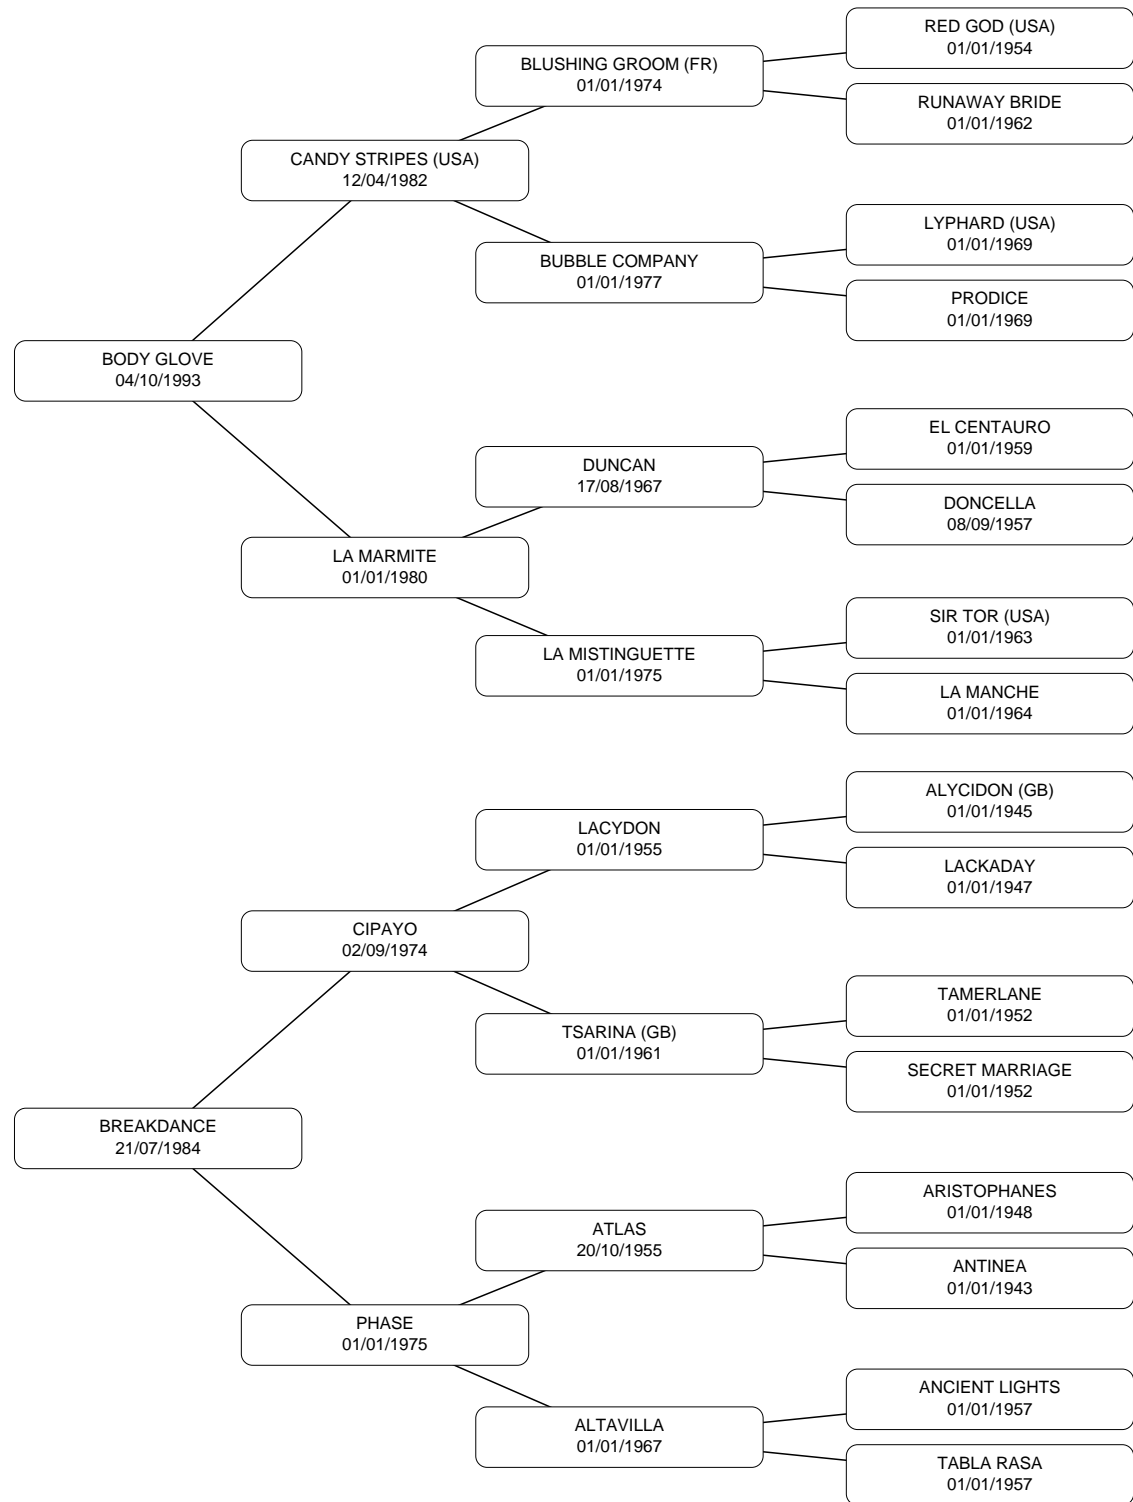 RED GOD (USA)
01/01/1954
BLUSHING GROOM (FR)
01/01/1974
RUNAWAY BRIDE
01/01/1962
CANDY STRIPES (USA)
12/04/1982
LYPHARD (USA)
01/01/1969
BUBBLE COMPANY
01/01/1977
PRODICE
01/01/1969
BODY GLOVE
04/10/1993
EL CENTAURO
01/01/1959
DUNCAN
17/08/1967
DONCELLA
08/09/1957
LA MARMITE
01/01/1980
SIR TOR (USA)
01/01/1963
LA MISTINGUETTE
01/01/1975
LA MANCHE
01/01/1964
ALYCIDON (GB)
01/01/1945
LACYDON
01/01/1955
LACKADAY
01/01/1947
CIPAYO
02/09/1974
TAMERLANE
01/01/1952
TSARINA (GB)
01/01/1961
SECRET MARRIAGE
01/01/1952
BREAKDANCE
21/07/1984
ARISTOPHANES
01/01/1948
ATLAS
20/10/1955
ANTINEA
01/01/1943
PHASE
01/01/1975
ANCIENT LIGHTS
01/01/1957
ALTAVILLA
01/01/1967
TABLA RASA
01/01/1957